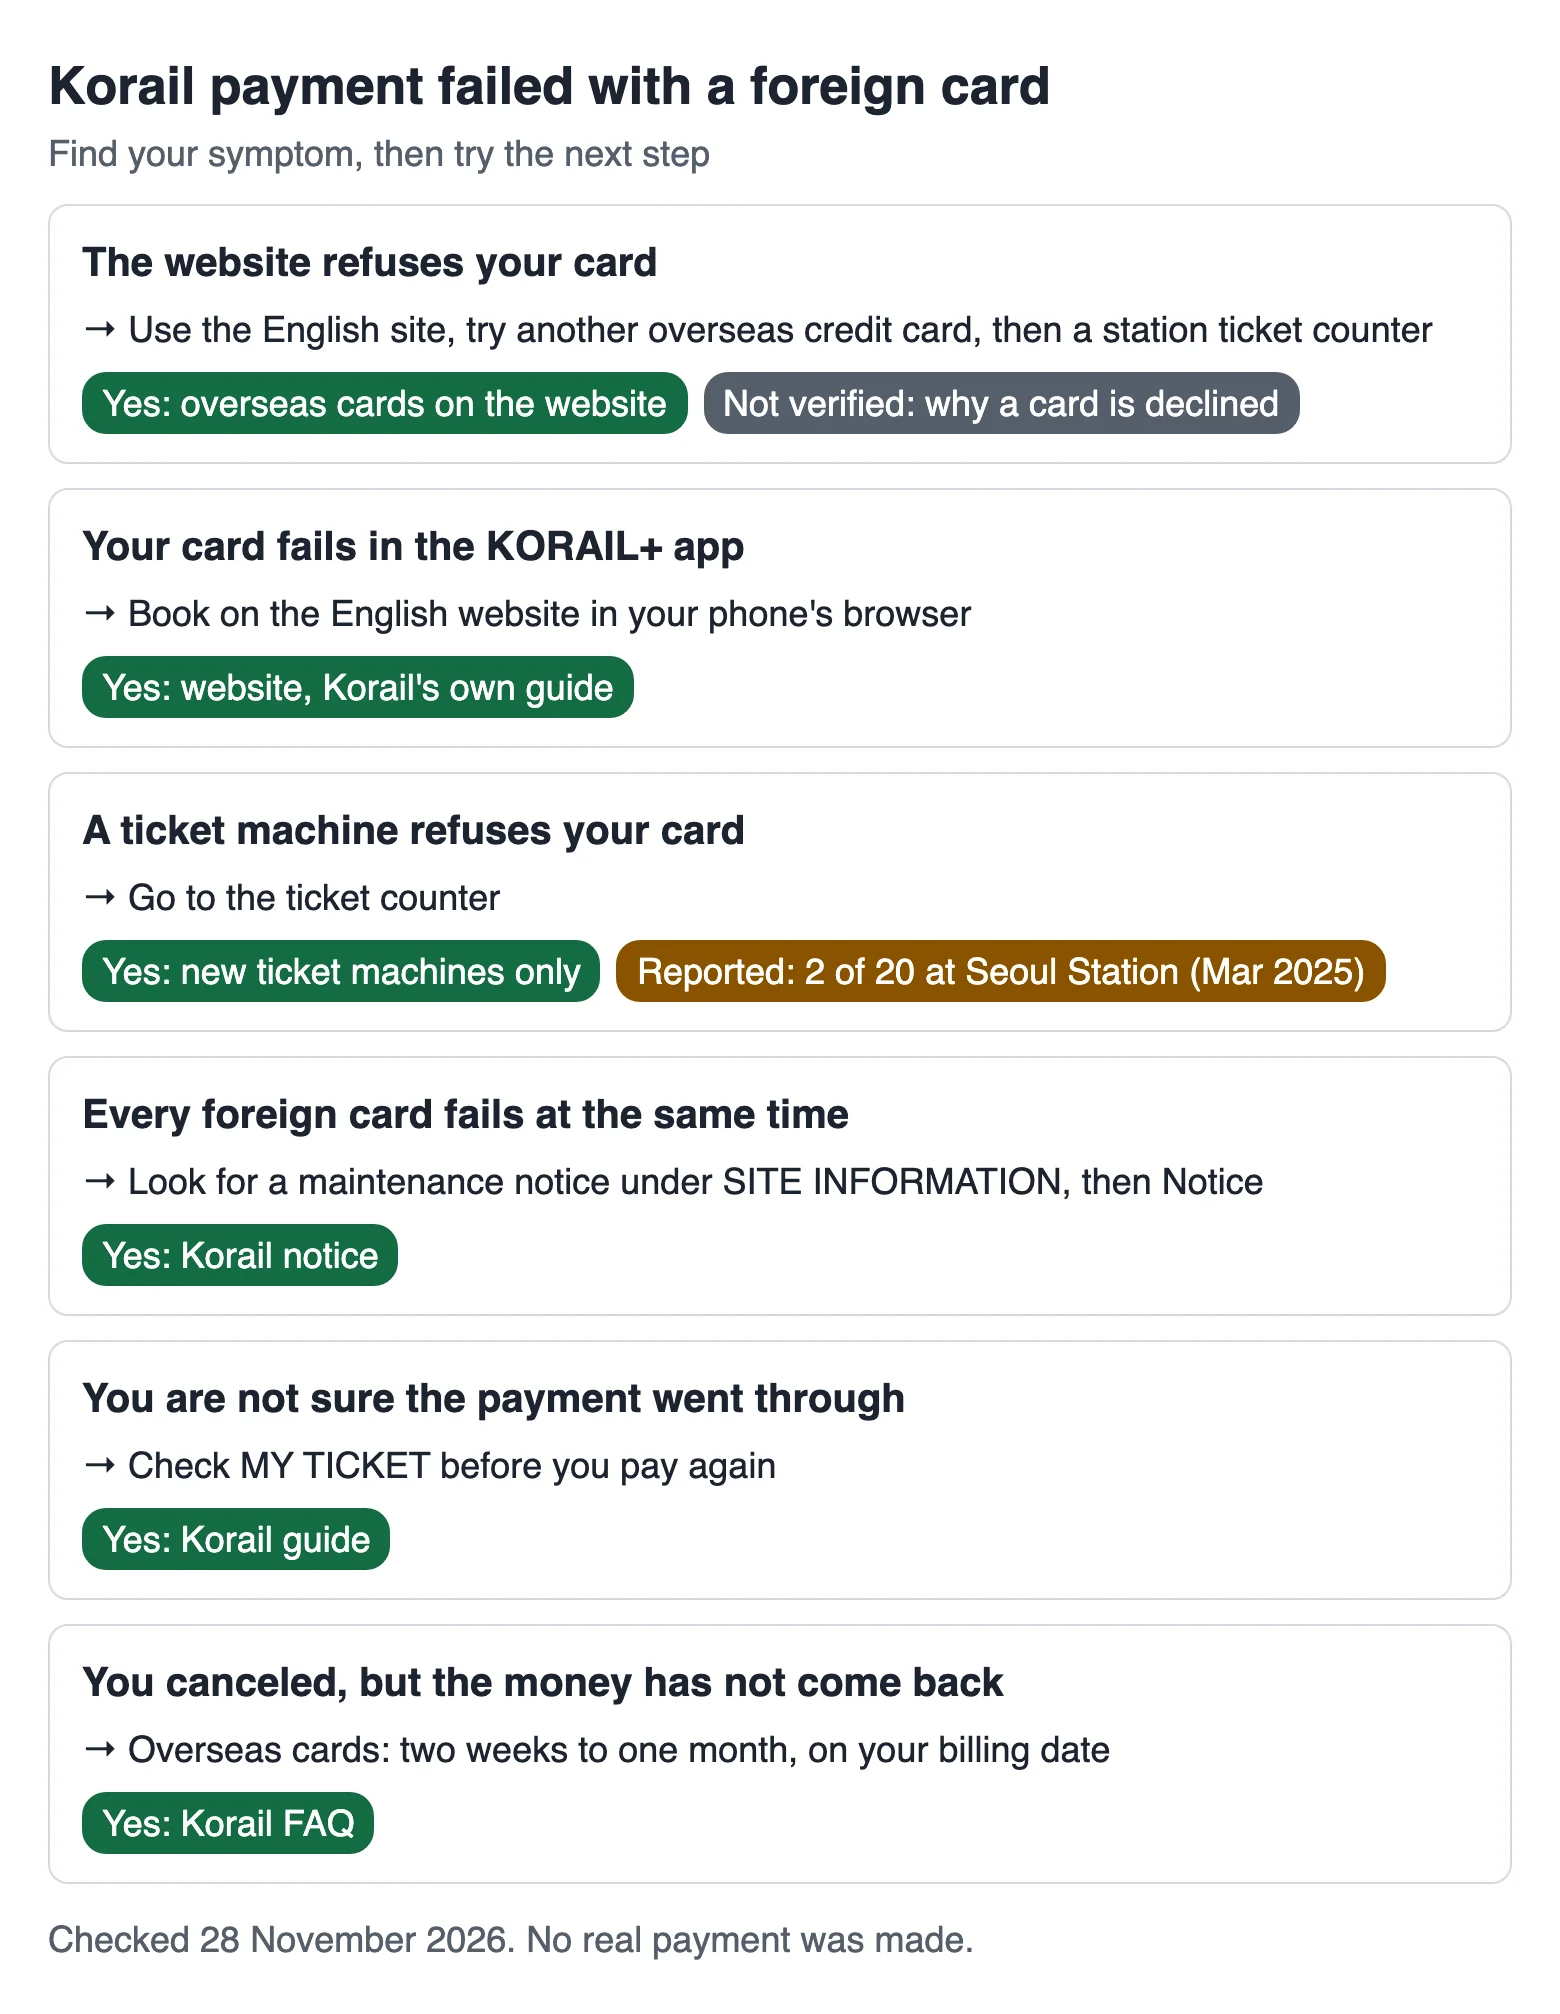 Korail payment failed with a foreign card
Find your symptom, then try the next step
The website refuses your card
→ Use the English site, try another overseas credit card, then a station ticket counter
Yes: overseas cards on the website
Not verified: why a card is declined
Your card fails in the KORAIL+ app
→ Book on the English website in your phone's browser
Yes: website, Korail's own guide
A ticket machine refuses your card
→ Go to the ticket counter
Yes: new ticket machines only
Reported: 2 of 20 at Seoul Station (Mar 2025)
Every foreign card fails at the same time
→ Look for a maintenance notice under SITE INFORMATION, then Notice
Yes: Korail notice
You are not sure the payment went through
→ Check MY TICKET before you pay again
Yes: Korail guide
You canceled, but the money has not come back
→ Overseas cards: two weeks to one month, on your billing date
Yes: Korail FAQ
Checked 28 November 2026. No real payment was made.